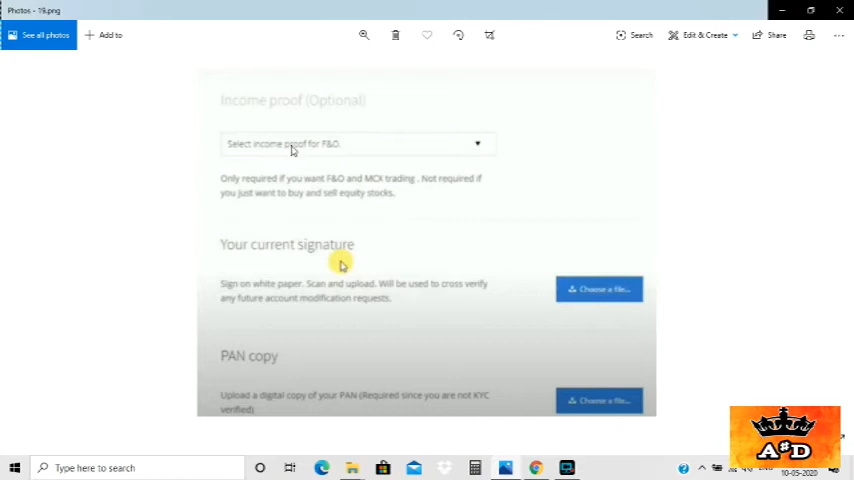 Photos - 19.png
See all photos
Add to
Search
Edit & Create
Share
Income proof (Optional)
Select income proof for F&O.
Only required if you want F&O and MCX trading . Not required if
you just want to buy and sell equity stocks.
Your current signature
Sign on white paper. Scan and upload. Will be used to cross verify
any future account modification requests.
Choose a file...
PAN copy
Upload a digital copy of your PAN (Required since you are not KYC
verified)
Choose a file...
A#D
Type here to search
10-05-2020